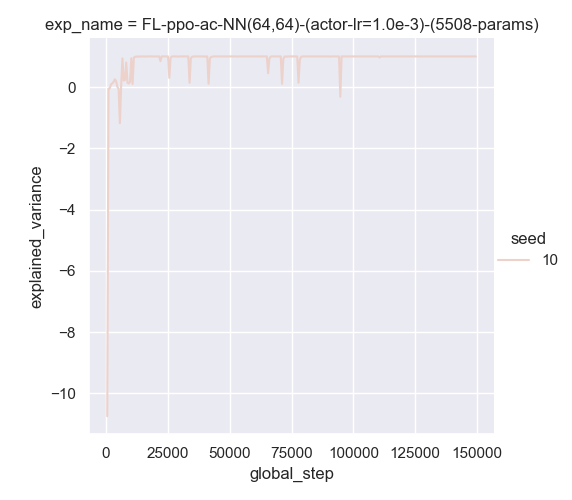 exp_name = FL-ppo-ac-NN(64,64)-(actor-lr=1.0e-3)-(5508-params)
0
−2
−4
−6
−8
−10
explained_variance
seed
10
0 25000 50000 75000 100000 125000 150000
global_step